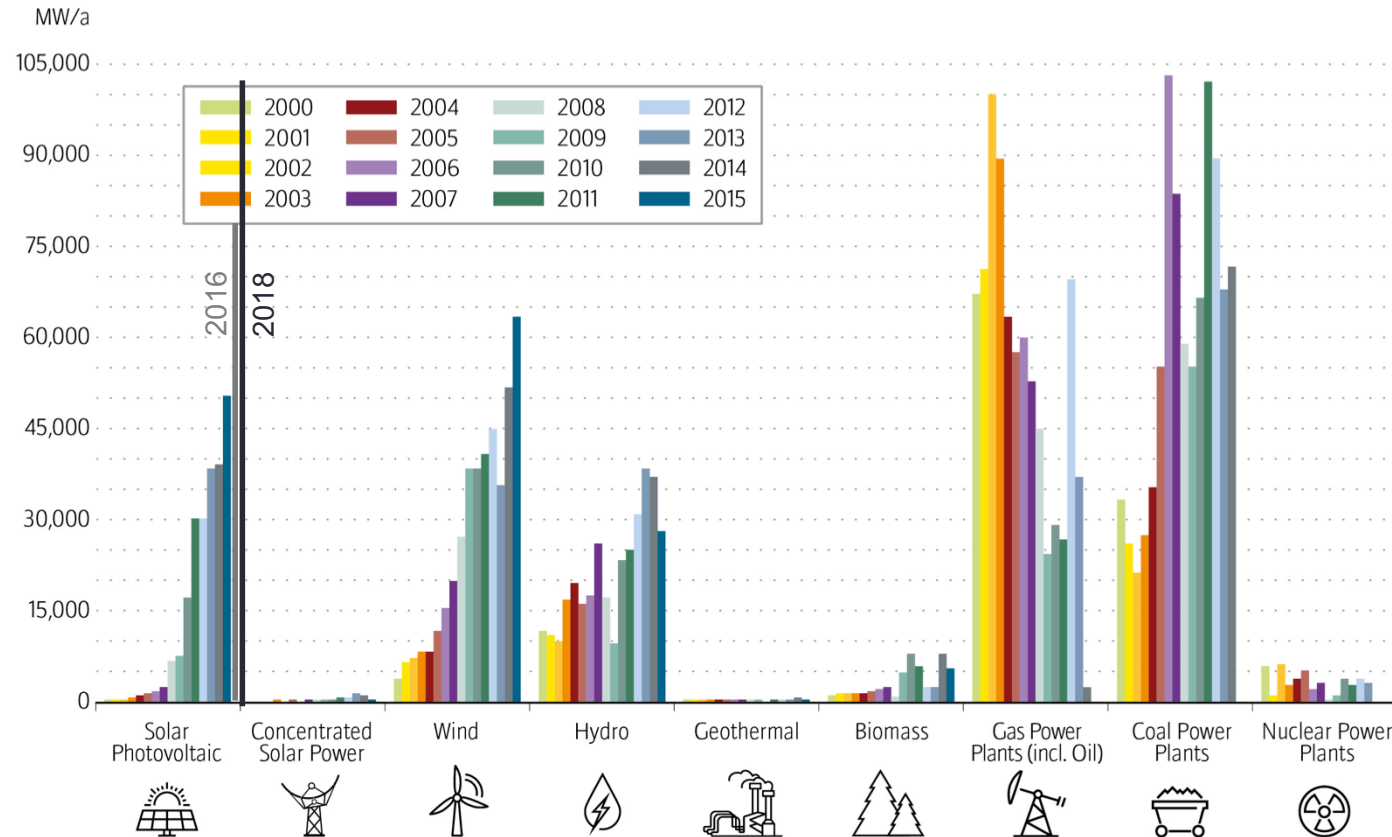 MW/a
105,000
90,000
75,000
60,000
45,000
30,000
15,000
0
2000 2004 2008 2012
2001 2005 2009 2013
2002 2006 2010 2014
2003 2007 2011 2015
2016
2018
Solar
Photovoltaic
Concentrated
Solar Power
Wind
Hydro
Geothermal
Biomass
Gas Power
Plants (incl. Oil)
Coal Power
Plants
Nuclear Power
Plants